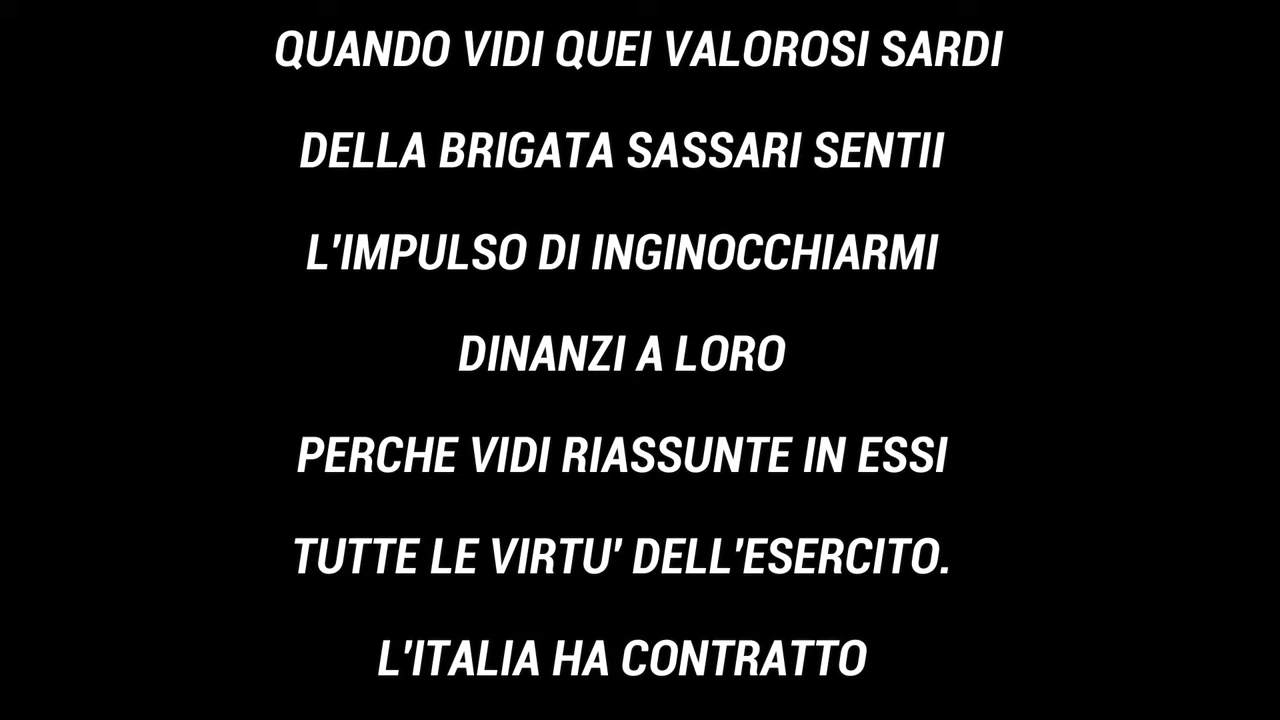 QUANDO VIDI QUEI VALOROSI SARDI
DELLA BRIGATA SASSARI SENTII
L'IMPULSO DI INGINOCCHIARMI
DINANZI A LORO
PERCHE VIDI RIASSUNTE IN ESSI
TUTTE LE VIRTU' DELL'ESERCITO.
L'ITALIA HA CONTRATTO